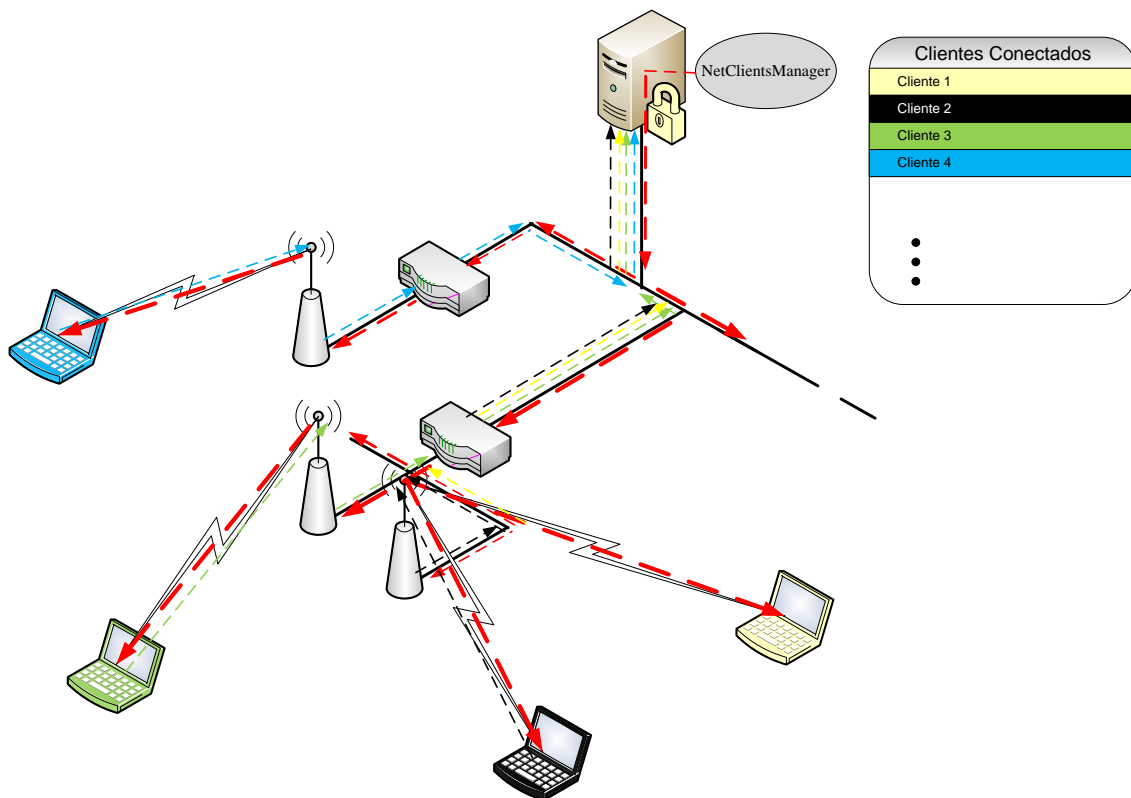 NetClientsManager
Clientes Conectados
Cliente 1
Cliente 2
Cliente 3
Cliente 4